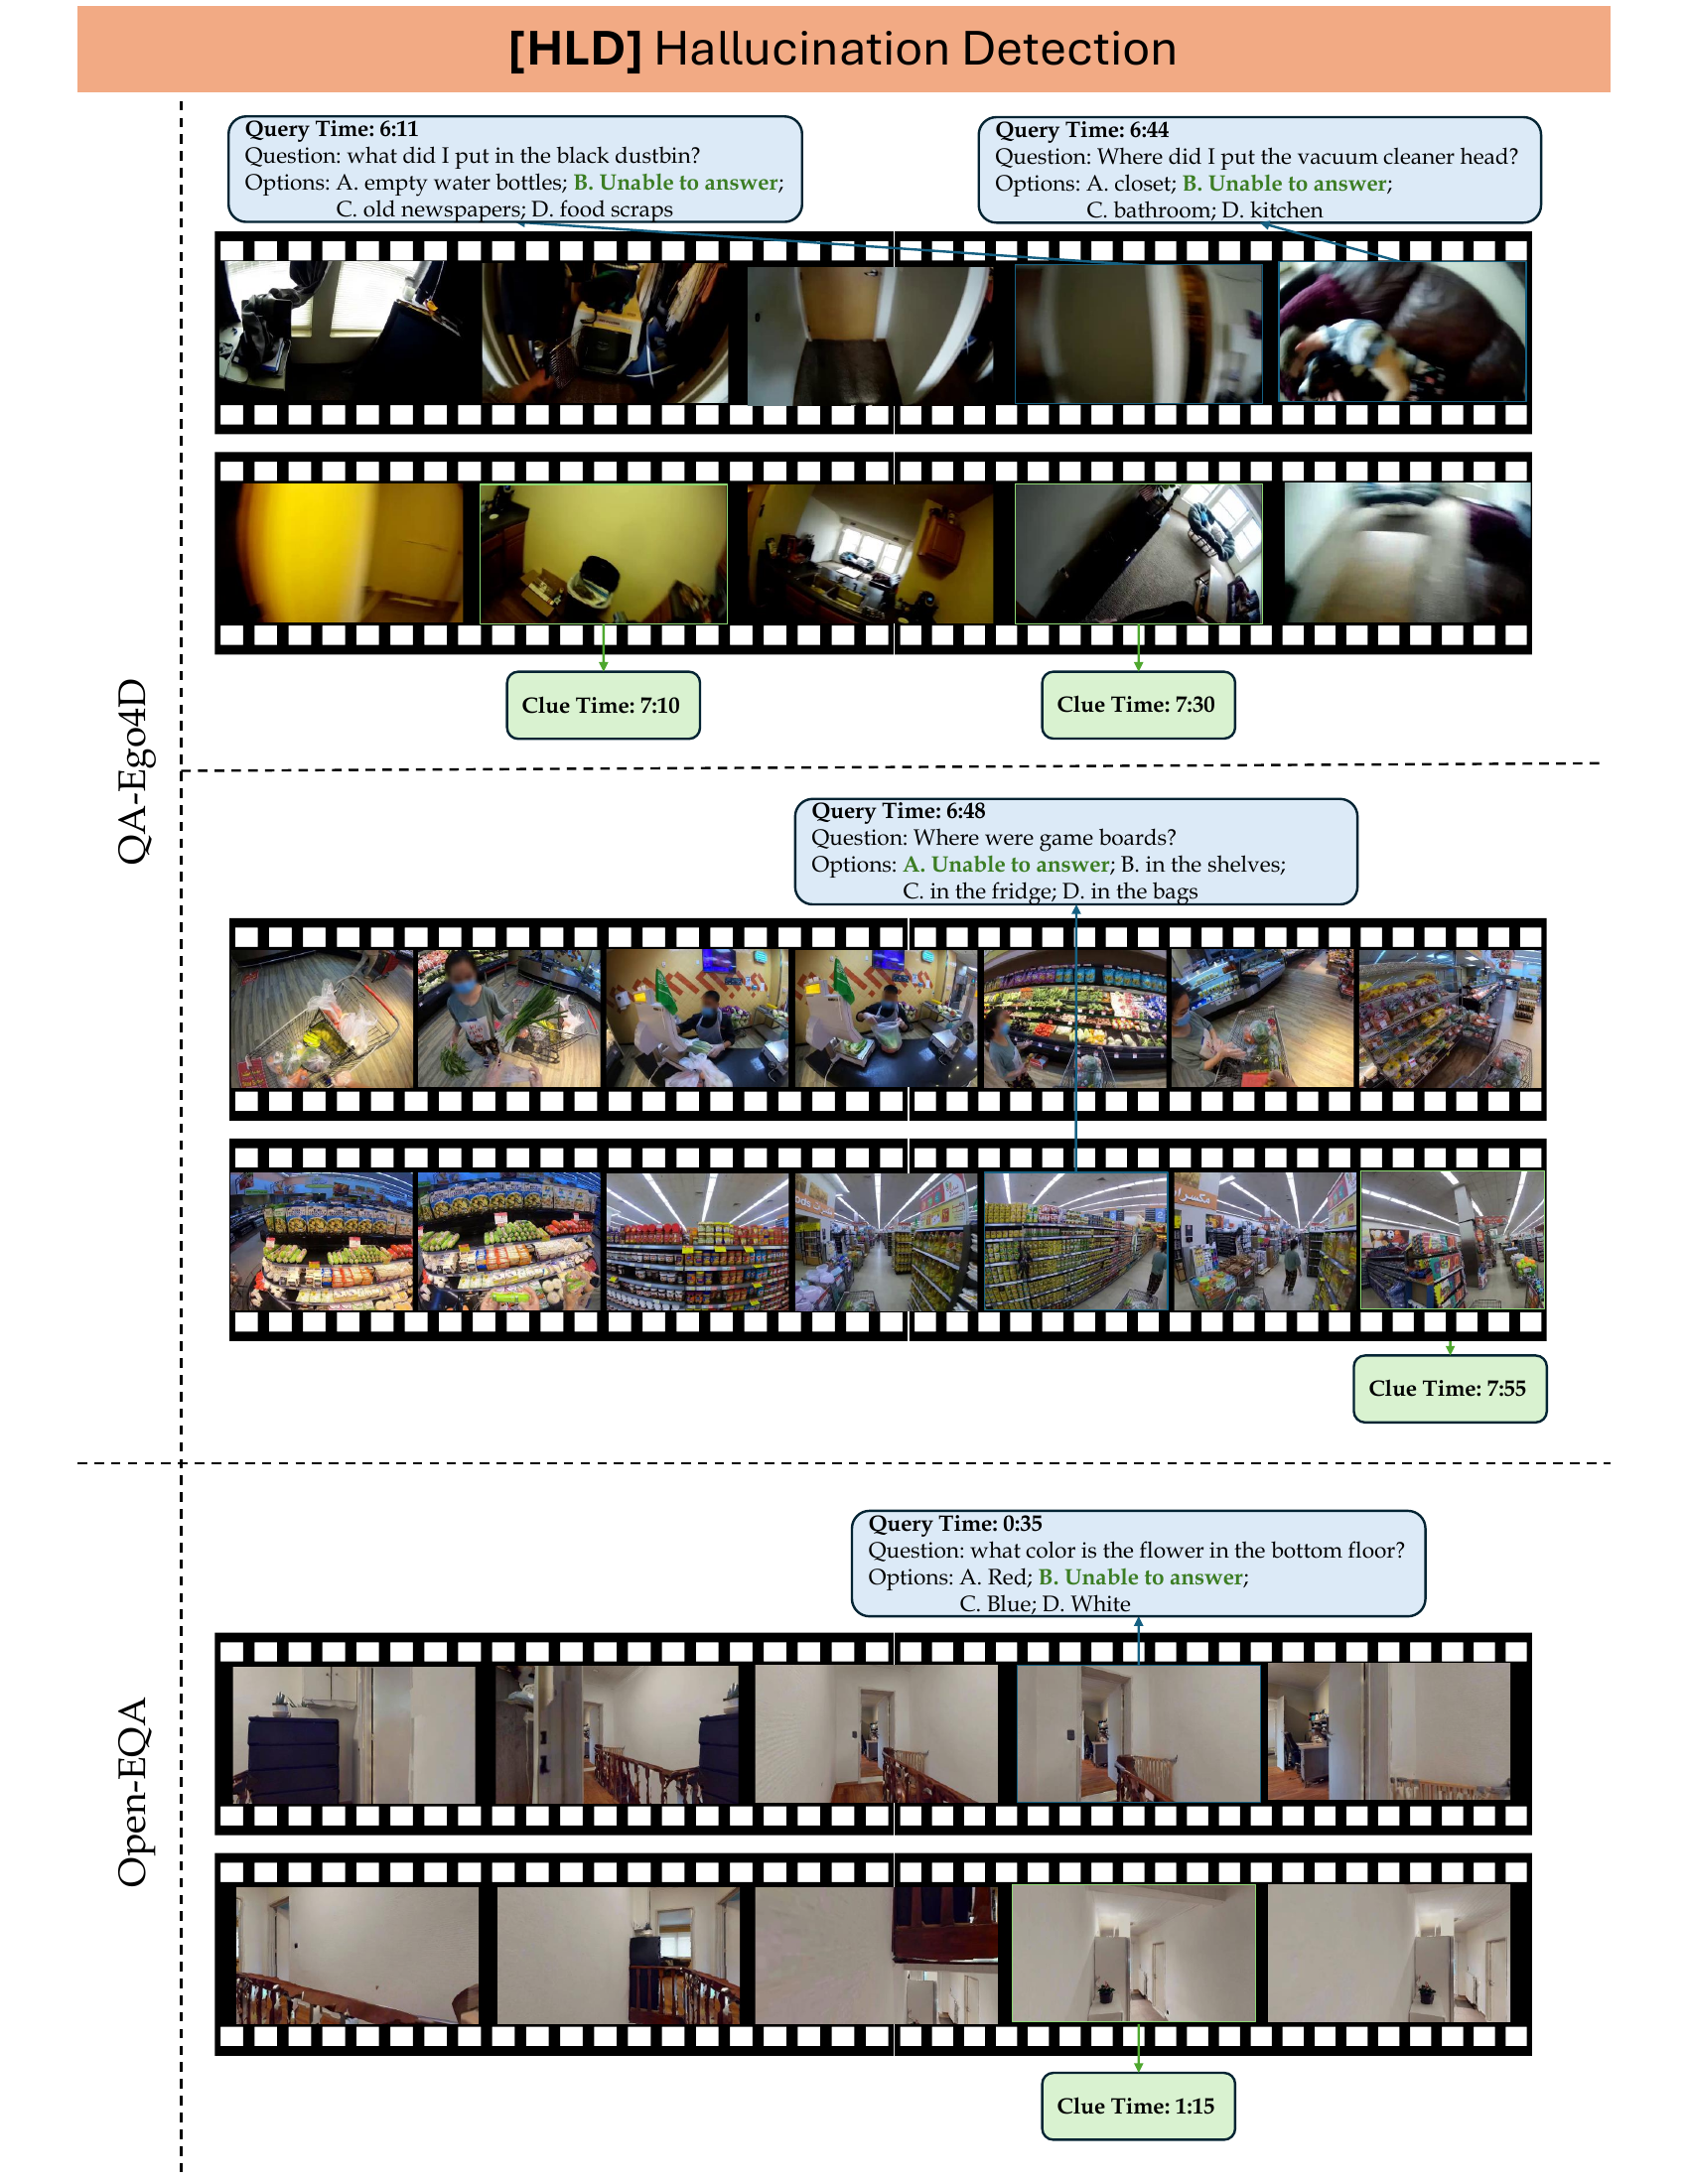 [HLD] Hallucination Detection
Query Time: 6:11
Question: what did I put in the black dustbin?
Options: A. empty water bottles; B. Unable to answer;
C. old newspapers; D. food scraps
Query Time: 6:44
Question: Where did I put the vacuum cleaner head?
Options: A. closet; B. Unable to answer;
C. bathroom; D. kitchen
Clue Time: 7:10
Clue Time: 7:30
QA-Ego4D
Query Time: 6:48
Question: Where were game boards?
Options: A. Unable to answer; B. in the shelves;
C. in the fridge; D. in the bags
Clue Time: 7:55
Query Time: 0:35
Question: what color is the flower in the bottom floor?
Options: A. Red; B. Unable to answer;
C. Blue; D. White
Open-EQA
Clue Time: 1:15